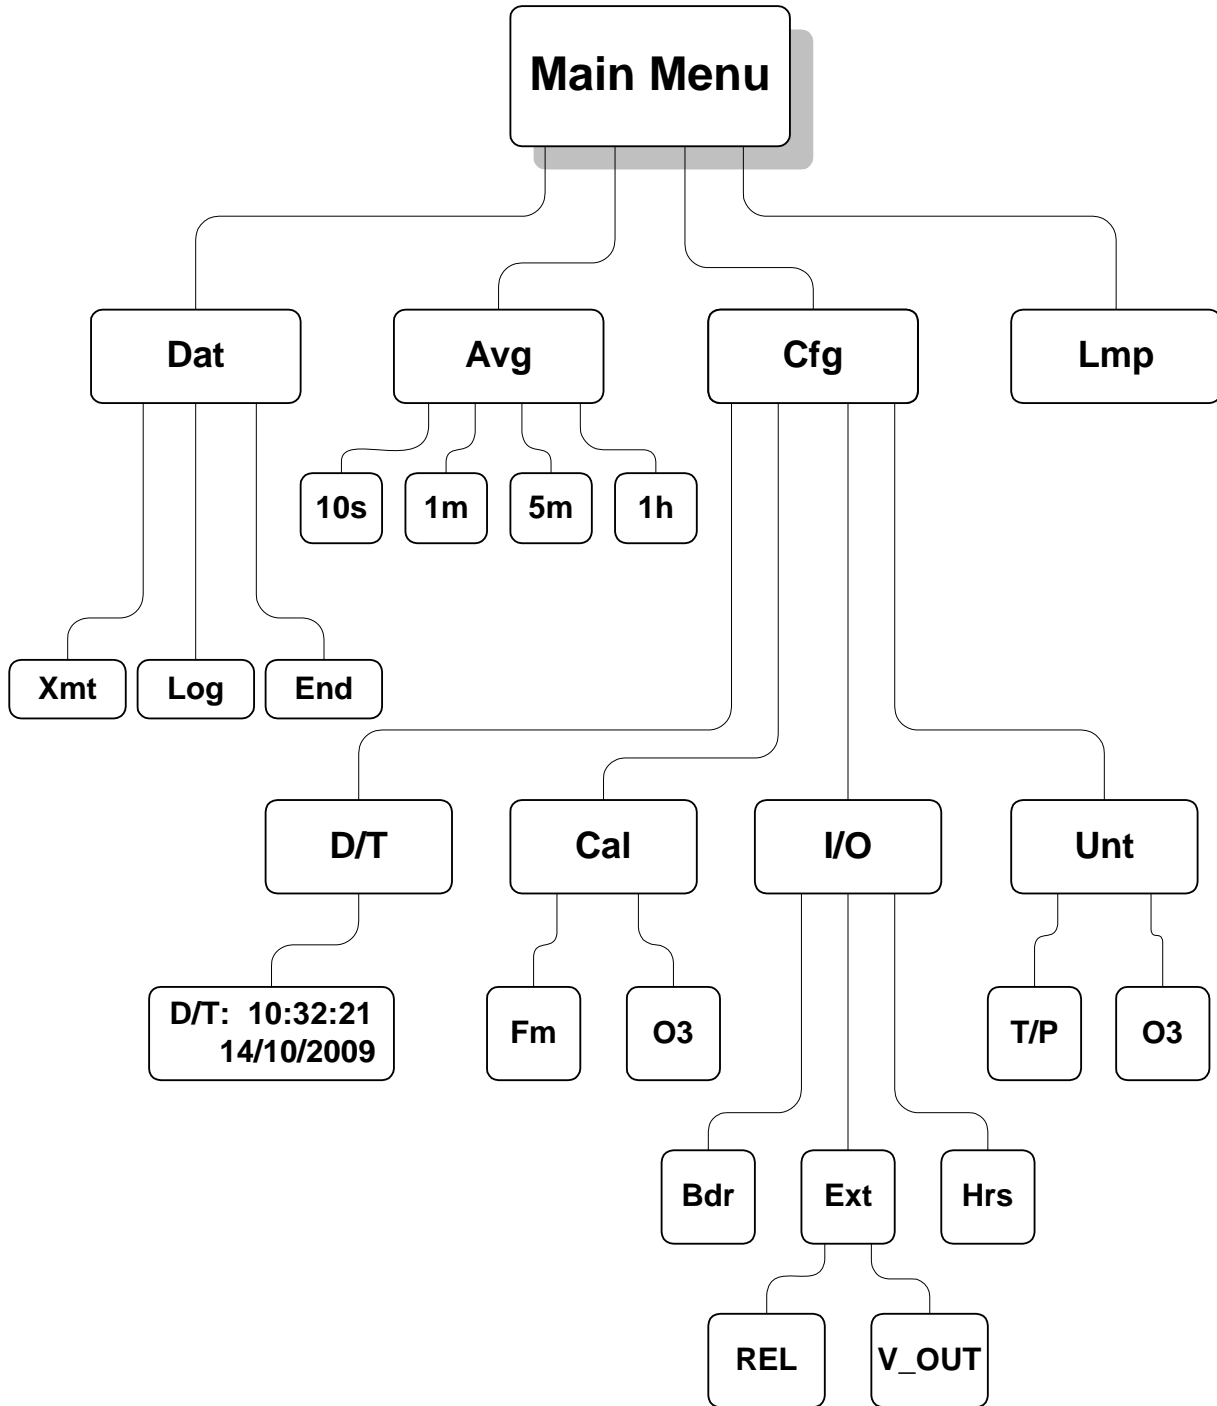 Main Menu
Dat
Avg
Cfg
Lmp
10s
1m
5m
1h
Xmt
Log
End
D/T
Cal
I/O
Unt
D/T: 10:32:21
14/10/2009
Fm
O3
T/P
O3
Bdr
Ext
Hrs
REL
V_OUT